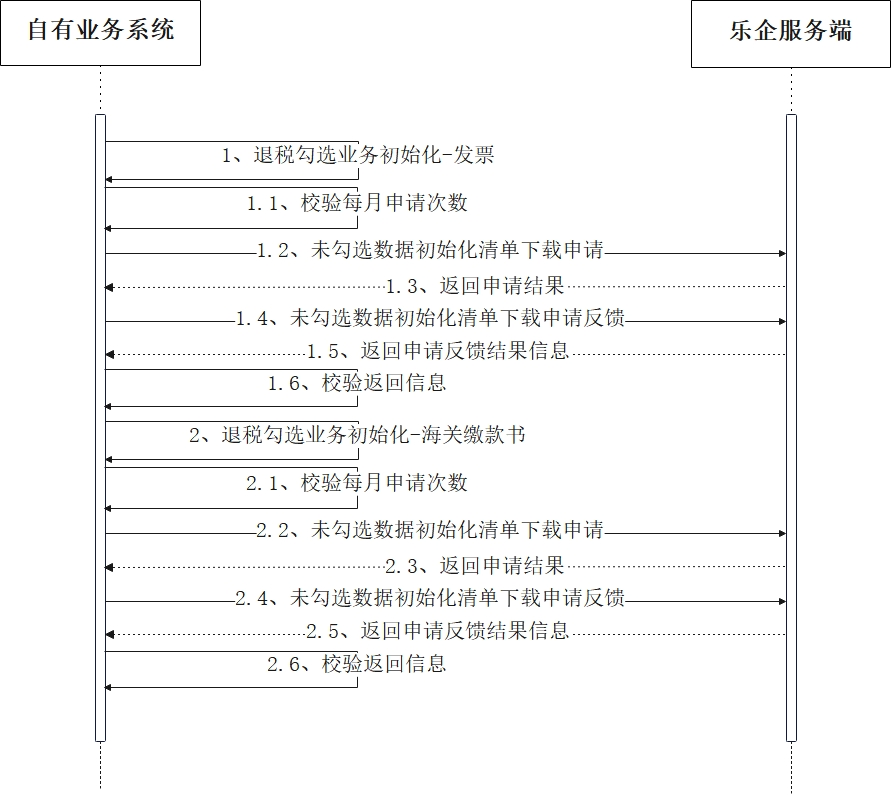 自有业务系统
乐企服务端
1、退税勾选业务初始化-发票
1.1、校验每月申请次数
1.2、未勾选数据初始化清单下载申请
1.3、返回申请结果
1.4、未勾选数据初始化清单下载申请反馈
1.5、返回申请反馈结果信息
1.6、校验返回信息
2、退税勾选业务初始化-海关缴款书
2.1、校验每月申请次数
2.2、未勾选数据初始化清单下载申请
2.3、返回申请结果
2.4、未勾选数据初始化清单下载申请反馈
2.5、返回申请反馈结果信息
2.6、校验返回信息